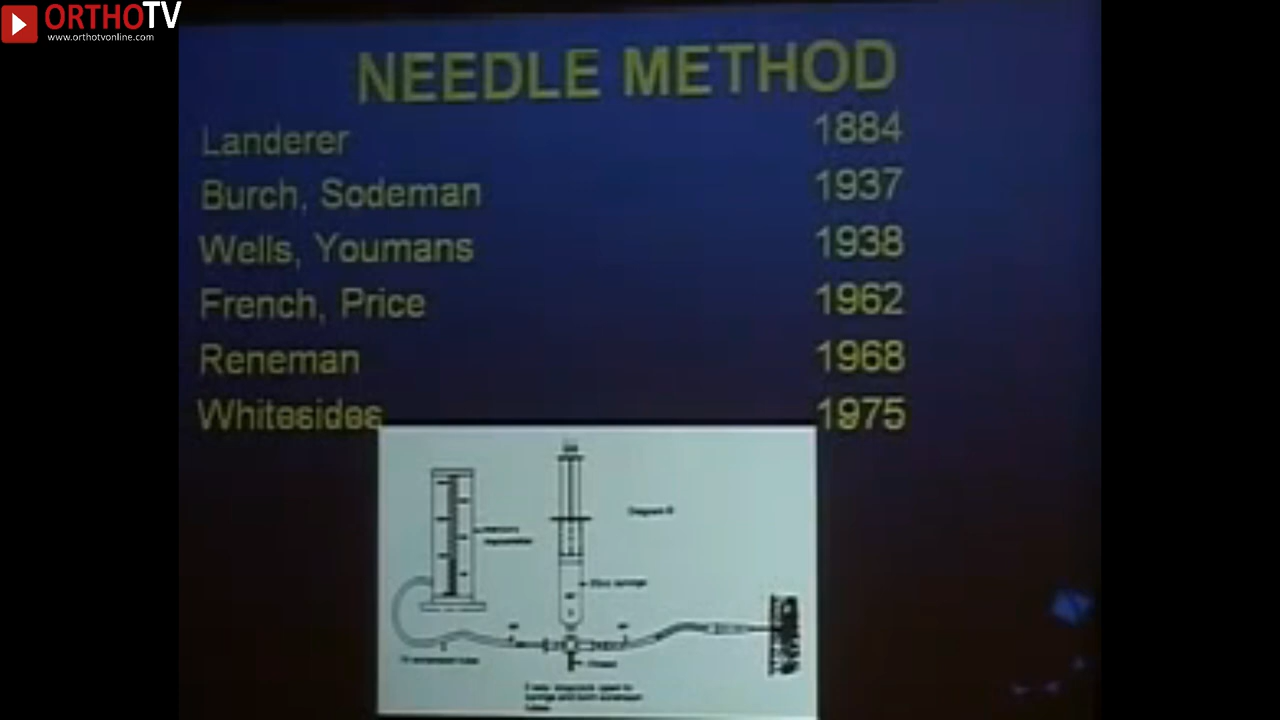 ORTHOTV
www.orthotvonline.com
NEEDLE METHOD
Landerer 1884
Burch, Sodeman 1937
Wells, Youmans 1938
French, Price 1962
Reneman 1968
Whitesides 1975
Diagram B